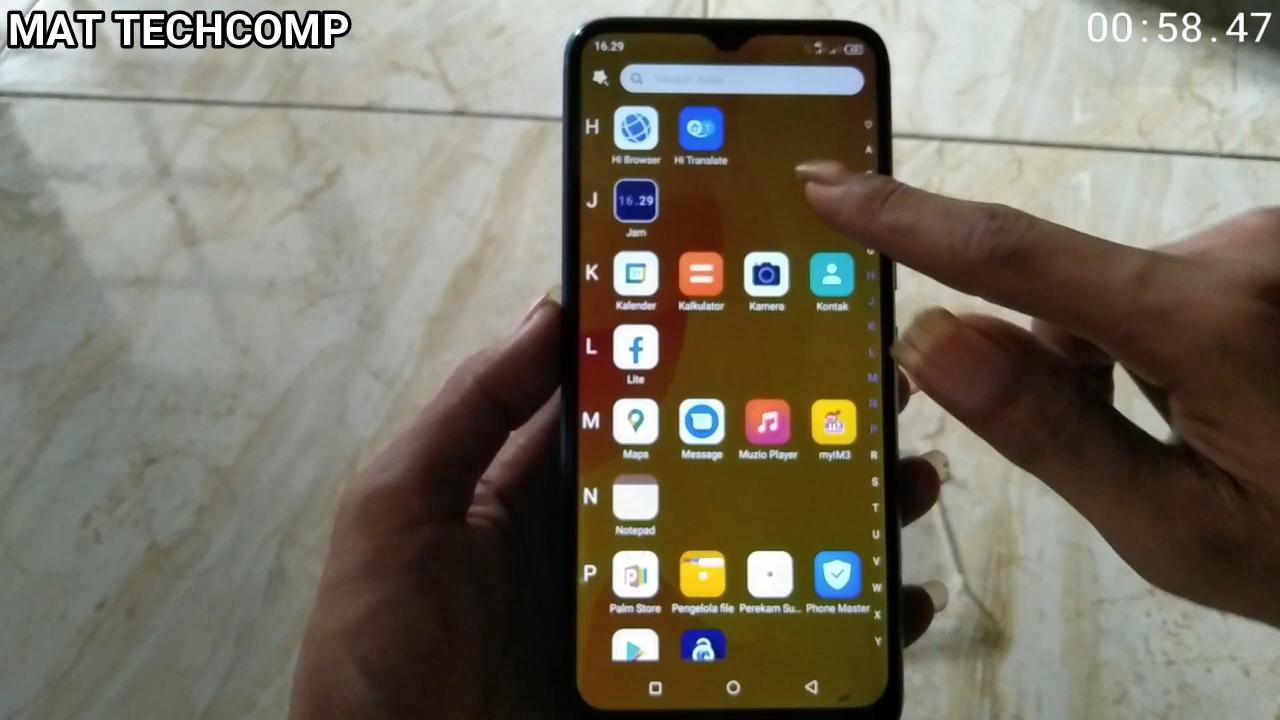 MAT TECHCOMP
00:58.47
16.29
H
Hi Browser
Hi Translate
J
16.29
Jam
K
Kalender
Kalkulator
Kamera
Kontak
L
Lite
M
Maps
Message
Muzio Player
myIM3
N
Notepad
P
Palm Store
Pengelola file
Perekam Su...
Phone Master
A
H
J
K
L
M
N
P
R
S
T
U
V
W
X
Y